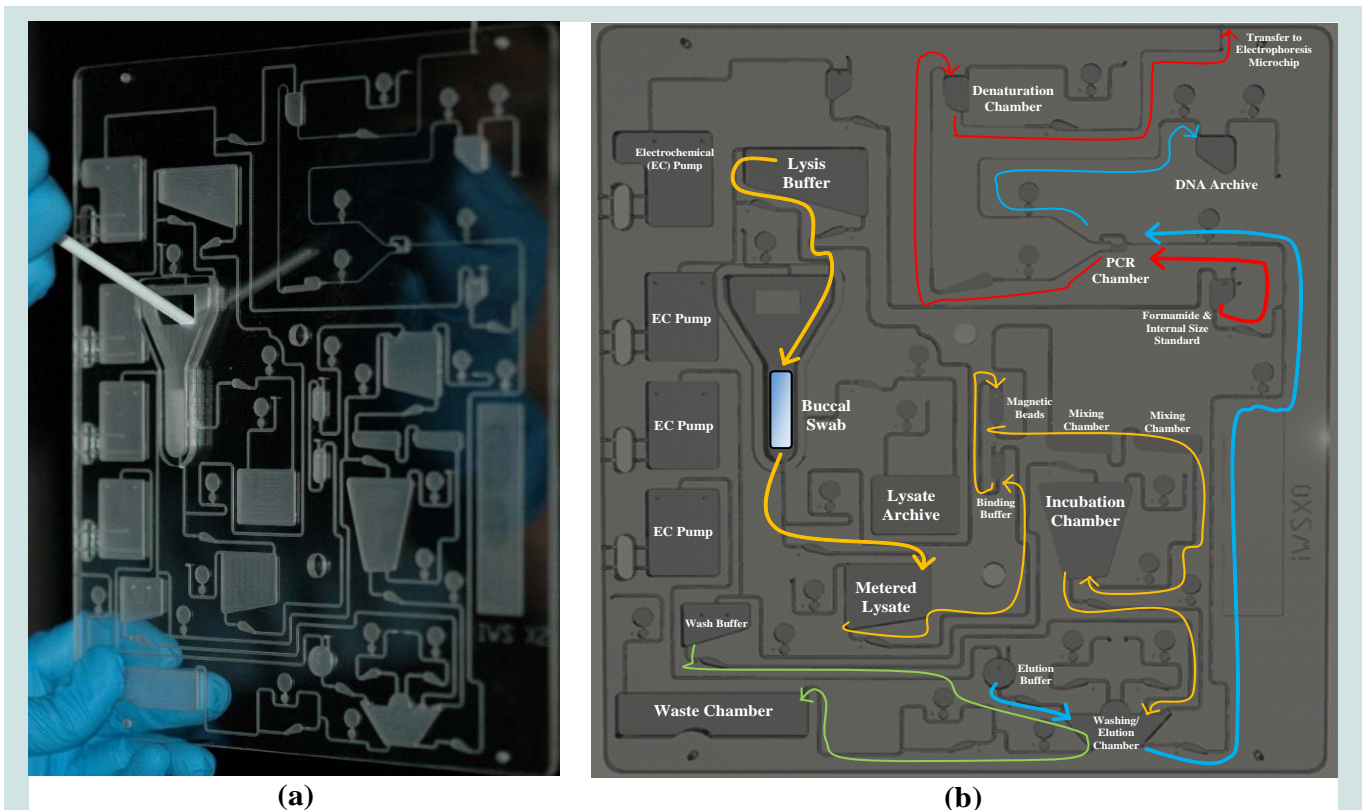 Transfer to
Electrophoresis
Microchip
Denaturation
Chamber
Electrochemical
(EC) Pump
Lysis
Buffer
DNA Archive
PCR
Chamber
EC Pump
Formamide &
Internal Size
Standard
Buccal
Swab
Magnetic
Beads
Mixing
Chamber
Mixing
Chamber
EC Pump
Lysate
Archive
Binding
Buffer
Incubation
Chamber
EC Pump
Metered
Lysate
Wash Buffer
Elution
Buffer
Waste Chamber
Washing/
Elution
Chamber
(a)
(b)